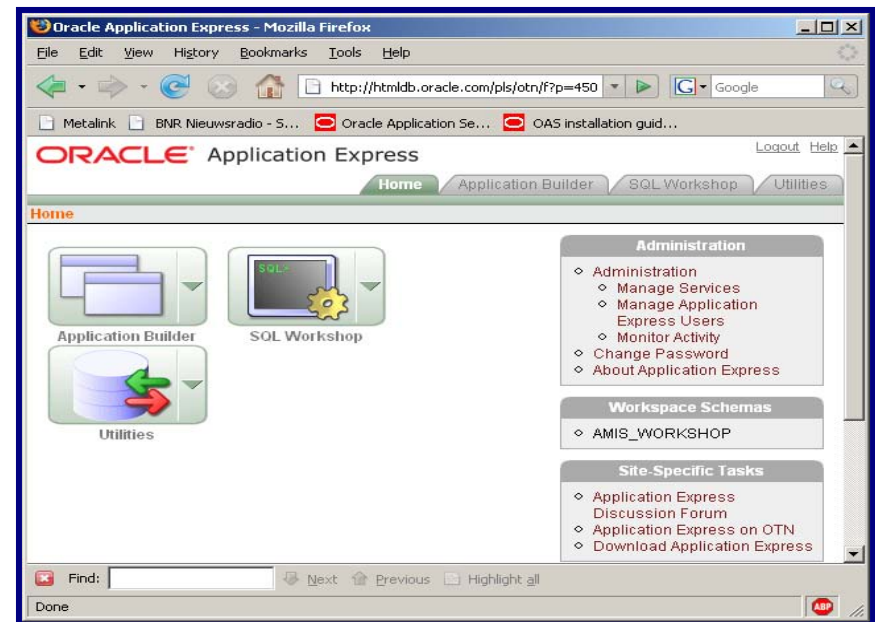 Oracle Application Express - Mozilla Firefox
File Edit View History Bookmarks Tools Help
http://htmldb.oracle.com/pls/otn/f?p=450 G Google
Metalink BNR Nieuwsradio - S... Oracle Application Se... OAS installation guid...
ORACLE Application Express
Logout Help
Home Application Builder SQL Workshop Utilities
Home
SQL>
Application Builder SQL Workshop
Utilities
Administration
Administration
Manage Services
Manage Application
Express Users
Monitor Activity
Change Password
About Application Express
Workspace Schemas
AMIS_WORKSHOP
Site-Specific Tasks
Application Express
Discussion Forum
Application Express on OTN
Download Application Express
Find: Next Previous Highlight all
Done ABP